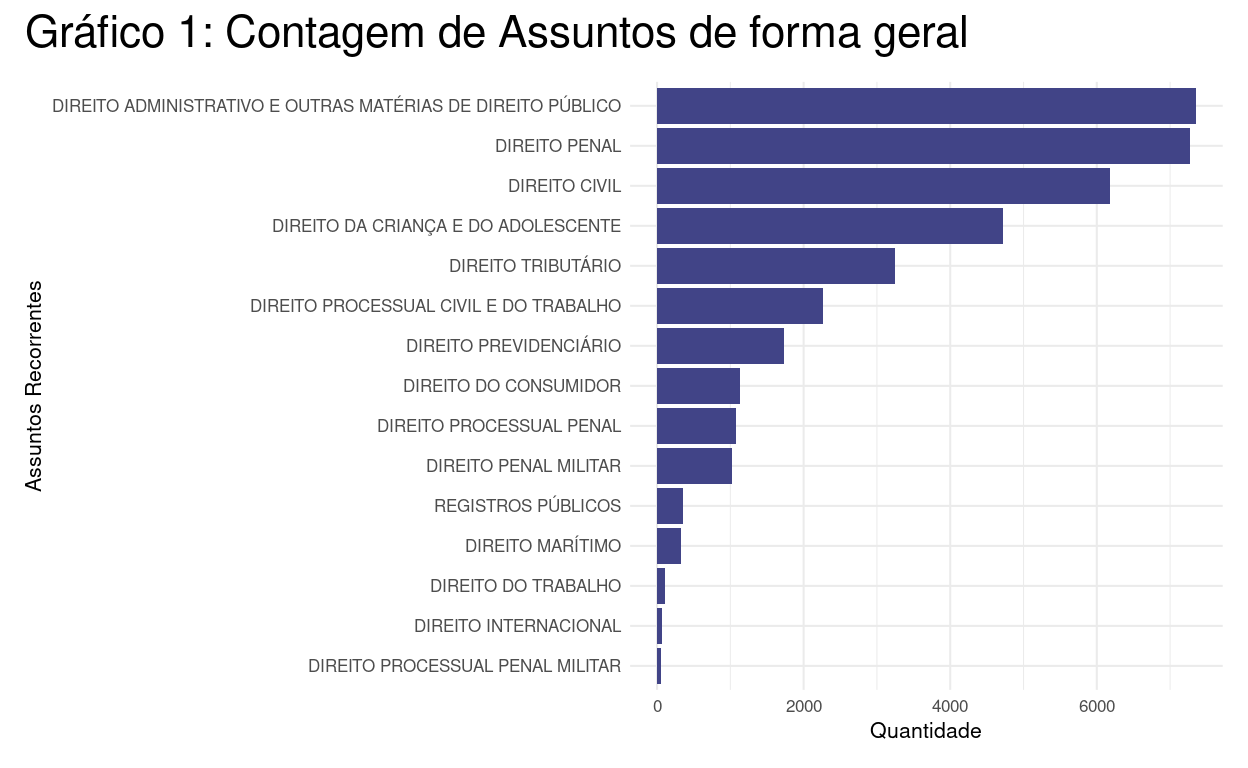 Gráfico 1: Contagem de Assuntos de forma geral
Assuntos Recorrentes
DIREITO ADMINISTRATIVO E OUTRAS MATÉRIAS DE DIREITO PÚBLICO
DIREITO PENAL
DIREITO CIVIL
DIREITO DA CRIANÇA E DO ADOLESCENTE
DIREITO TRIBUTÁRIO
DIREITO PROCESSUAL CIVIL E DO TRABALHO
DIREITO PREVIDENCIÁRIO
DIREITO DO CONSUMIDOR
DIREITO PROCESSUAL PENAL
DIREITO PENAL MILITAR
REGISTROS PÚBLICOS
DIREITO MARÍTIMO
DIREITO DO TRABALHO
DIREITO INTERNACIONAL
DIREITO PROCESSUAL PENAL MILITAR
0 2000 4000 6000
Quantidade